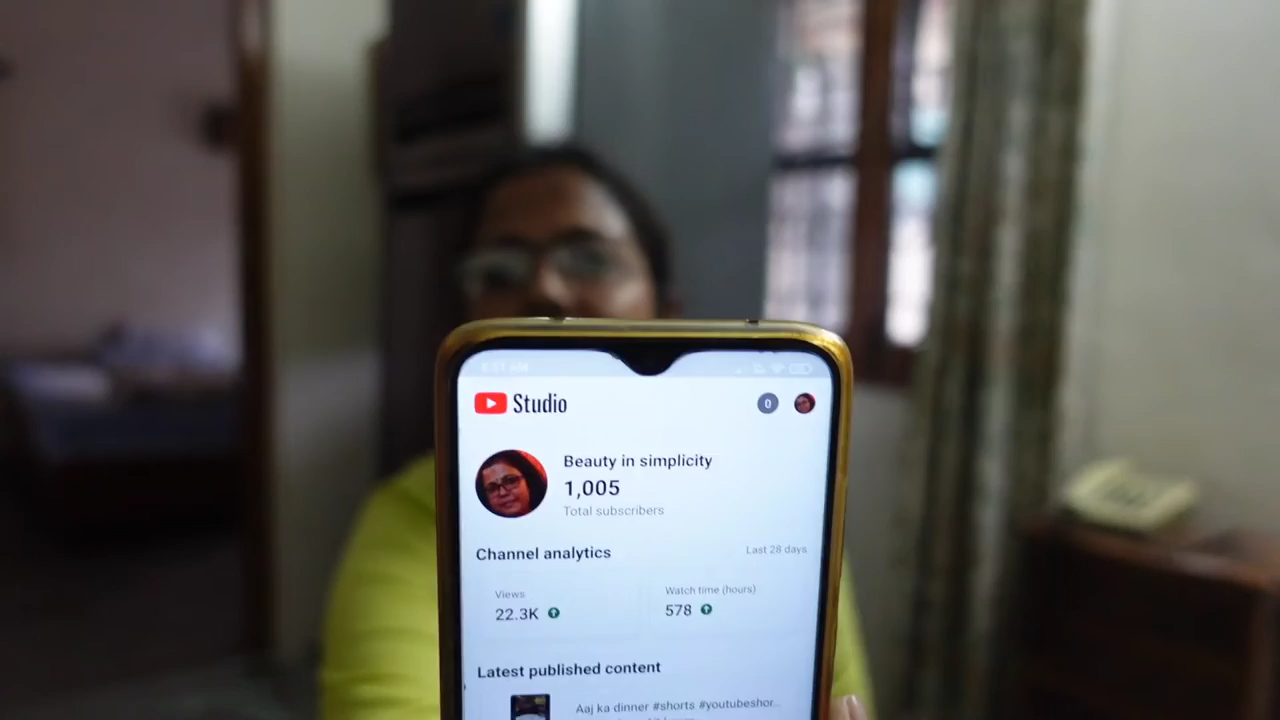 Studio
0
Beauty in simplicity
1,005
Total subscribers
Channel analytics
Last 28 days
Views
Watch time (hours)
22.3K
578
Latest published content
Aaj ka dinner #shorts #youtubeshor...